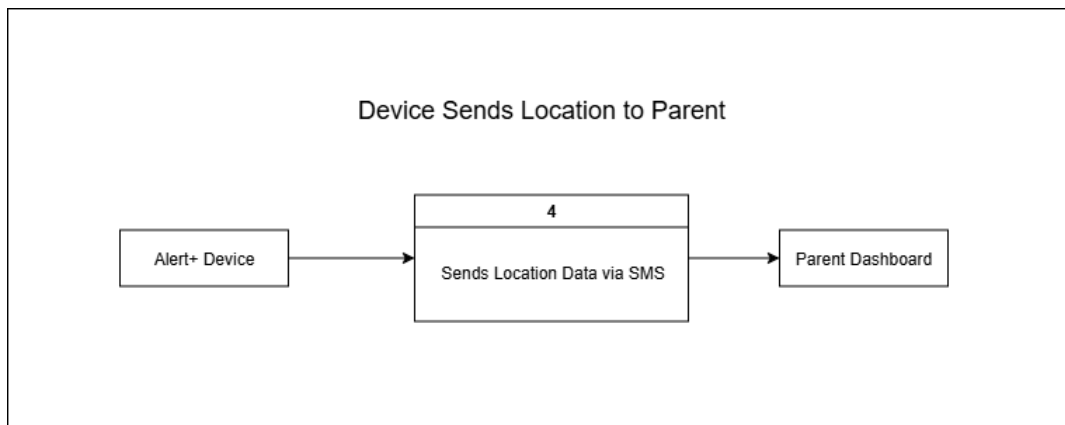 Device Sends Location to Parent
4
Alert+ Device
Sends Location Data via SMS
Parent Dashboard